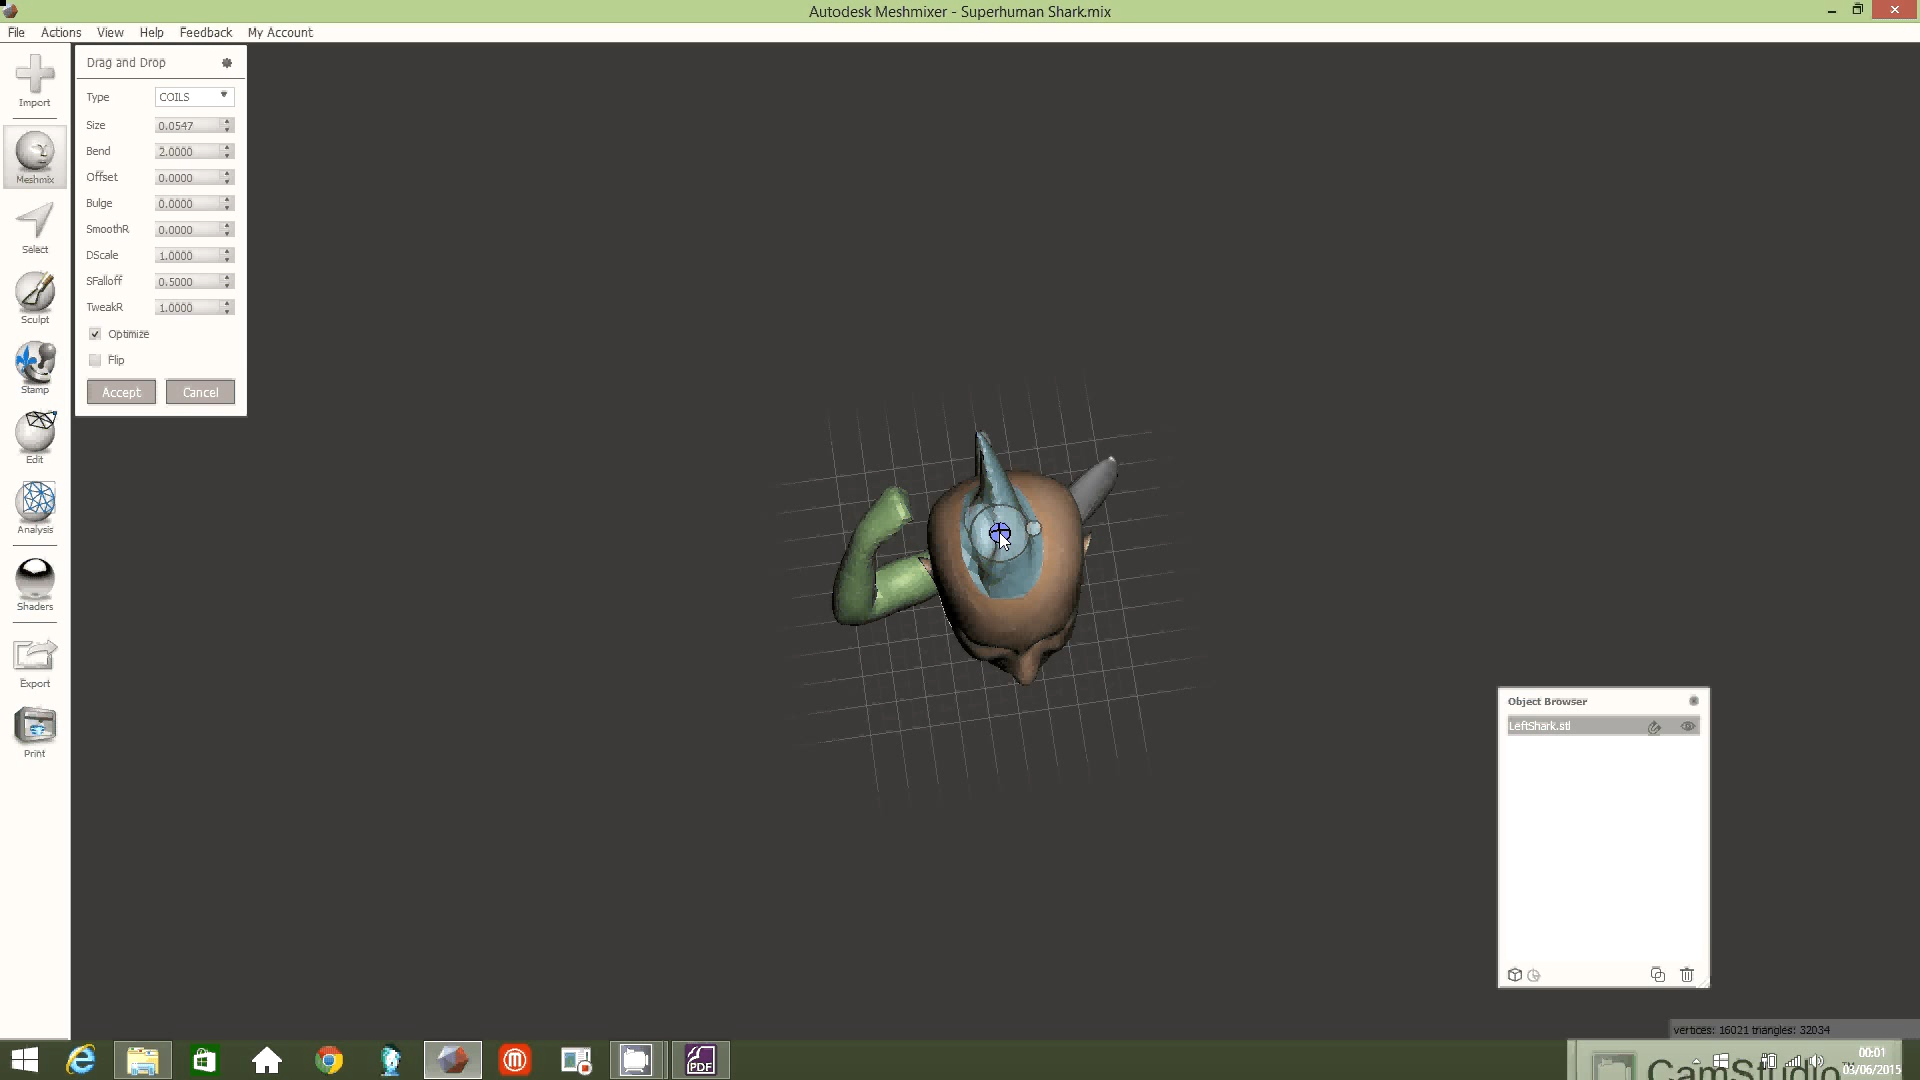 Autodesk Meshmixer - Superhuman Shark.mix
File Actions View Help Feedback My Account
Import
Meshmix
Select
Sculpt
Stamp
Edit
Analysis
Shaders
Export
Print
Drag and Drop
Type COILS
Size 0.0547
Bend 2.0000
Offset 0.0000
Bulge 0.0000
SmoothR 0.0000
DScale 1.0000
SFalloff 0.5000
TweakR 1.0000
Optimize
Flip
Accept Cancel
Object Browser
LeftShark.stl
vertices: 16021 triangles: 32034
PDF
CamStudio
00:01
03/06/2015